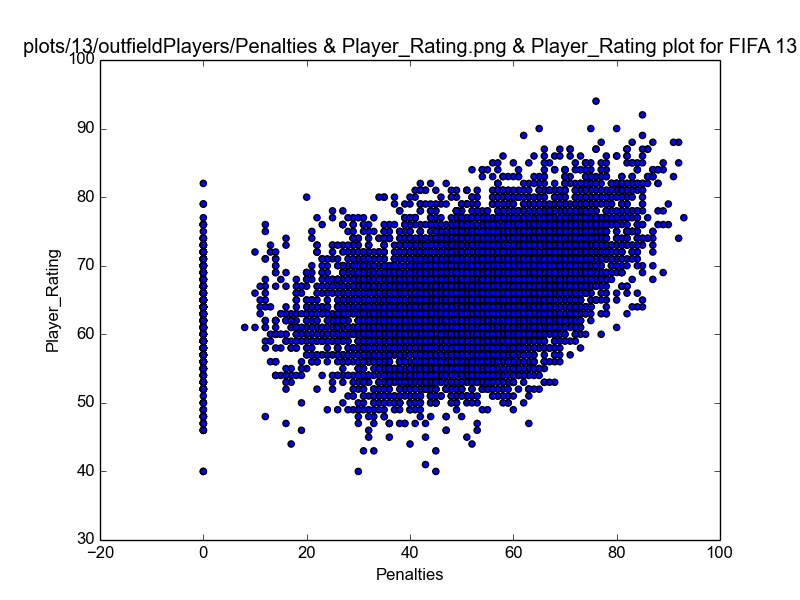 plots/13/outfieldPlayers/Penalties & Player_Rating.png & Player_Rating plot for FIFA 13
100
90
80
70
60
50
40
30
Player_Rating
−20 0 20 40 60 80 100
Penalties